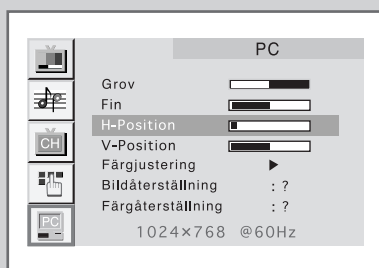 PC
Grov
Fin
H-Position
V-Position
CH
Färgjustering
Bildåterställning : ?
Färgåterställning : ?
PC
1024×768 @60Hz